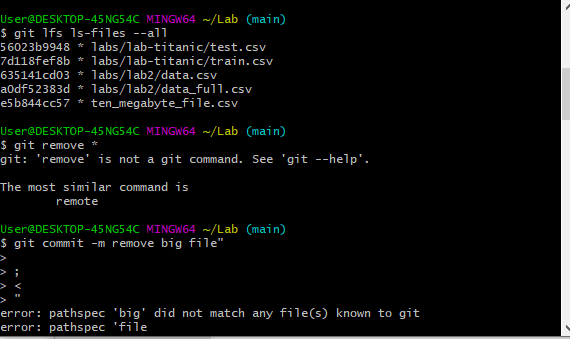 User@DESKTOP-45NG54C MINGW64 ~/Lab (main)
$ git lfs ls-files --all
56023b9948 * labs/lab-titanic/test.csv
7d118fef8b * labs/lab-titanic/train.csv
635141cd03 * labs/lab2/data.csv
a0df52383d * labs/lab2/data_full.csv
e5b844cc57 * ten_megabyte_file.csv
User@DESKTOP-45NG54C MINGW64 ~/Lab (main)
$ git remove *
git: 'remove' is not a git command. See 'git --help'.
The most similar command is
remote
User@DESKTOP-45NG54C MINGW64 ~/Lab (main)
$ git commit -m remove big file"
>
> ;
> <
> "
error: pathspec 'big' did not match any file(s) known to git
error: pathspec 'file